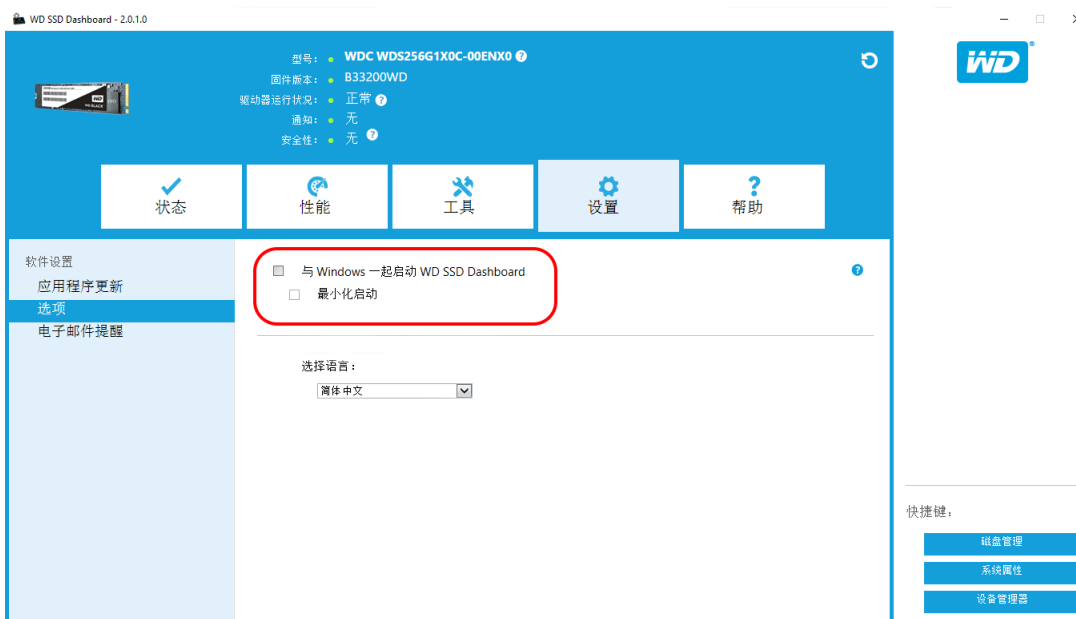 WD SSD Dashboard - 2.0.1.0
型号： WDC WDS256G1X0C-00ENX0 ?
固件版本： B33200WD
驱动器运行状况： 正常 ?
通知： 无
安全性： 无 ?
WD
状态
性能
工具
设置
?
帮助
软件设置
应用程序更新
选项
电子邮件提醒
与 Windows 一起启动 WD SSD Dashboard
?
最小化启动
选择语言：
简体中文
快捷键：
磁盘管理
系统属性
设备管理器